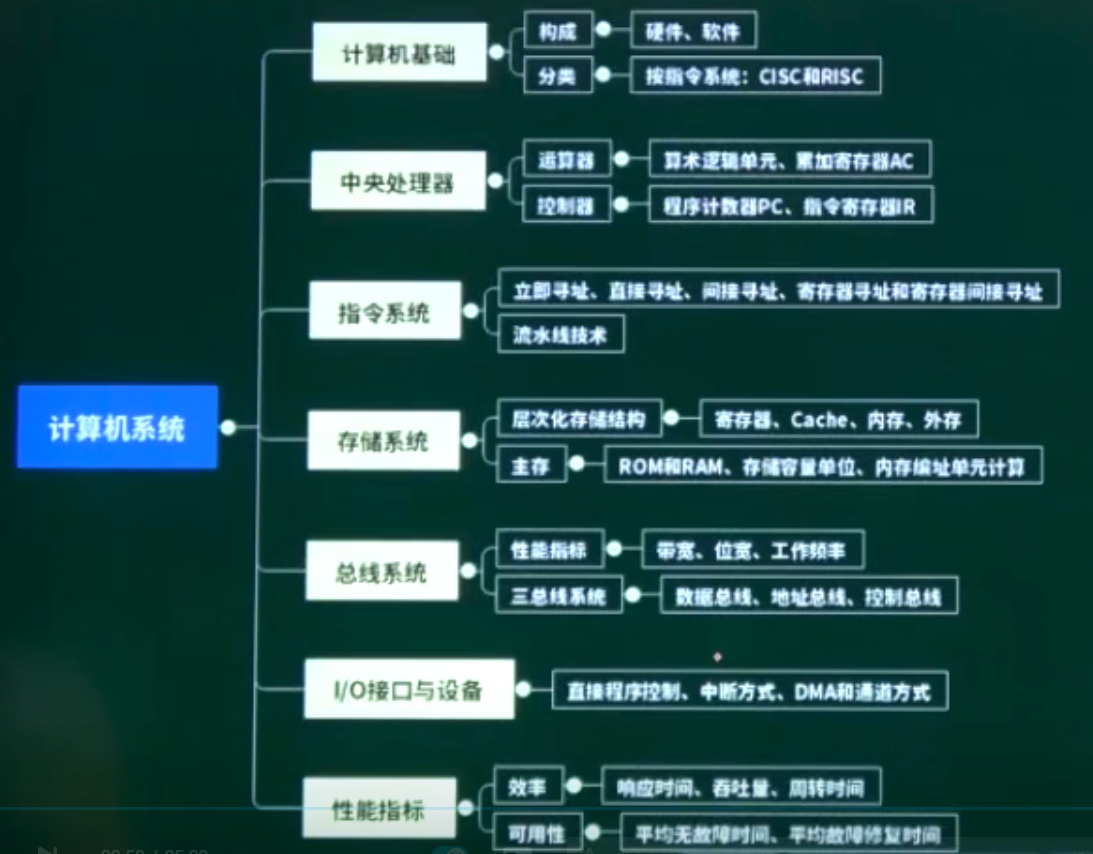 计算机系统
计算机基础
构成
硬件、软件
分类
按指令系统：CISC和RISC
中央处理器
运算器
算术逻辑单元、累加寄存器AC
控制器
程序计数器PC、指令寄存器IR
指令系统
立即寻址、直接寻址、间接寻址、寄存器寻址和寄存器间接寻址
流水线技术
存储系统
层次化存储结构
寄存器、Cache、内存、外存
主存
ROM和RAM、存储容量单位、内存编址单元计算
总线系统
性能指标
带宽、位宽、工作频率
三总线系统
数据总线、地址总线、控制总线
I/O接口与设备
直接程序控制、中断方式、DMA和通道方式
性能指标
效率
响应时间、吞吐量、周转时间
可用性
平均无故障时间、平均故障修复时间